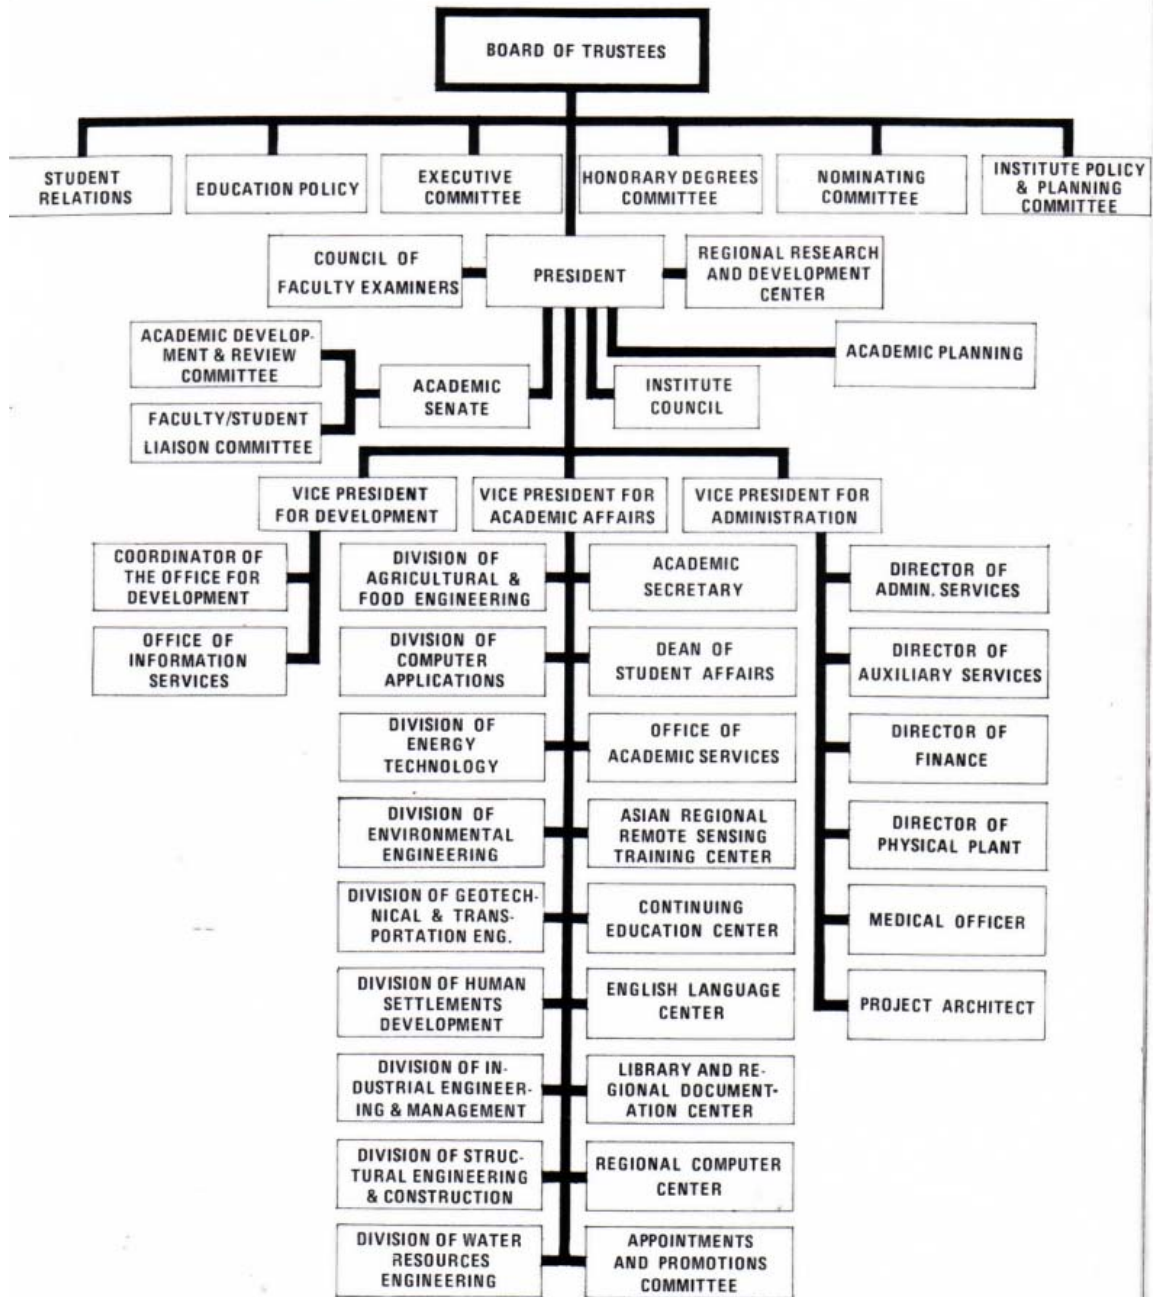 BOARD OF TRUSTEES
STUDENT
RELATIONS
EDUCATION POLICY
EXECUTIVE
COMMITTEE
HONORARY DEGREES
COMMITTEE
NOMINATING
COMMITTEE
INSTITUTE POLICY
& PLANNING
COMMITTEE
COUNCIL OF
FACULTY EXAMINERS
PRESIDENT
REGIONAL RESEARCH
AND DEVELOPMENT
CENTER
ACADEMIC DEVELOP-
MENT & REVIEW
COMMITTEE
FACULTY/STUDENT
LIAISON COMMITTEE
ACADEMIC
SENATE
INSTITUTE
COUNCIL
ACADEMIC PLANNING
VICE PRESIDENT
FOR DEVELOPMENT
VICE PRESIDENT FOR
ACADEMIC AFFAIRS
VICE PRESIDENT FOR
ADMINISTRATION
COORDINATOR OF
THE OFFICE FOR
DEVELOPMENT
OFFICE OF
INFORMATION
SERVICES
DIVISION OF
AGRICULTURAL &
FOOD ENGINEERING
DIVISION OF
COMPUTER
APPLICATIONS
DIVISION OF
ENERGY
TECHNOLOGY
DIVISION OF
ENVIRONMENTAL
ENGINEERING
DIVISION OF GEOTECH-
NICAL & TRANS-
PORTATION ENG.
DIVISION OF HUMAN
SETTLEMENTS
DEVELOPMENT
DIVISION OF IN-
DUSTRIAL ENGINEER-
ING & MANAGEMENT
DIVISION OF STRUC-
TURAL ENGINEERING
& CONSTRUCTION
DIVISION OF WATER
RESOURCES
ENGINEERING
ACADEMIC
SECRETARY
DEAN OF
STUDENT AFFAIRS
OFFICE OF
ACADEMIC SERVICES
ASIAN REGIONAL
REMOTE SENSING
TRAINING CENTER
CONTINUING
EDUCATION CENTER
ENGLISH LANGUAGE
CENTER
LIBRARY AND RE-
GIONAL DOCUMENT-
ATION CENTER
REGIONAL COMPUTER
CENTER
APPOINTMENTS
AND PROMOTIONS
COMMITTEE
DIRECTOR OF
ADMIN. SERVICES
DIRECTOR OF
AUXILIARY SERVICES
DIRECTOR OF
FINANCE
DIRECTOR OF
PHYSICAL PLANT
MEDICAL OFFICER
PROJECT ARCHITECT